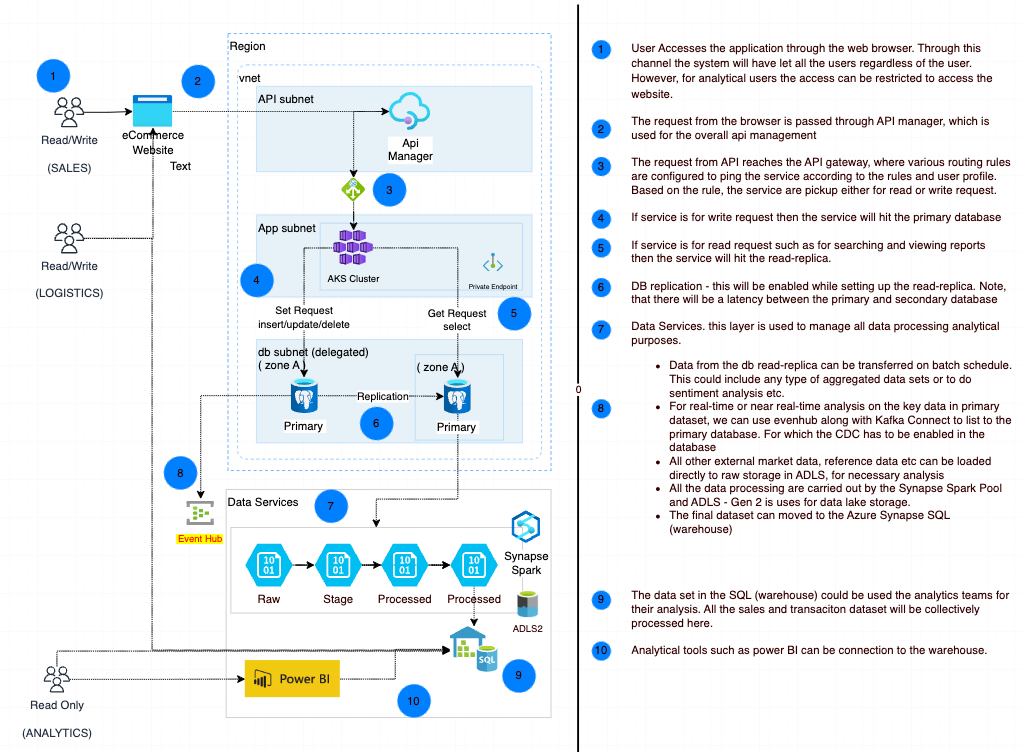 Region
1
2
vnet
API subnet
eCommerce
Website
Text
Read/Write
(SALES)
Api
Manager
3
Read/Write
(LOGISTICS)
App subnet
AKS Cluster
Private Endpoint
4
5
Set Request
insert/update/delete
Get Request
select
db subnet (delegated)
( zone A )
( zone A )
Primary
Replication
Primary
6
8
Event Hub
Data Services
7
10
01
10
01
10
01
10
01
Raw
Stage
Processed
Processed
Synapse
Spark
ADLS2
SQL
9
Power BI
10
Read Only
(ANALYTICS)
0
1
User Accesses the application through the web browser. Through this
channel the system will have let all the users regardless of the user.
However, for analytical users the access can be restricted to access the
website.
2
The request from the browser is passed through API manager, which is
used for the overall api management
3
The request from API reaches the API gateway, where various routing rules
are configured to ping the service according to the rules and user profile.
Based on the rule, the service are pickup either for read or write request.
4
If service is for write request then the service will hit the primary database
5
If service is for read request such as for searching and viewing reports
then the service will hit the read-replica.
6
DB replication - this will be enabled while setting up the read-replica. Note,
that there will be a latency between the primary and secondary database
7
Data Services. this layer is used to manage all data processing analytical
purposes.
8
• Data from the db read-replica can be transferred on batch schedule.
This could include any type of aggregated data sets or to do
sentiment analysis etc.
• For real-time or near real-time analysis on the key data in primary
dataset, we can use evenhub along with Kafka Connect to list to the
primary database. For which the CDC has to be enabled in the
database
• All other external market data, reference data etc can be loaded
directly to raw storage in ADLS, for necessary analysis
• All the data processing are carried out by the Synapse Spark Pool
and ADLS - Gen 2 is uses for data lake storage.
• The final dataset can moved to the Azure Synapse SQL
(warehouse)
9
The data set in the SQL (warehouse) could be used the analytics teams for
their analysis. All the sales and transaciton dataset will be collectively
processed here.
10
Analytical tools such as power BI can be connection to the warehouse.